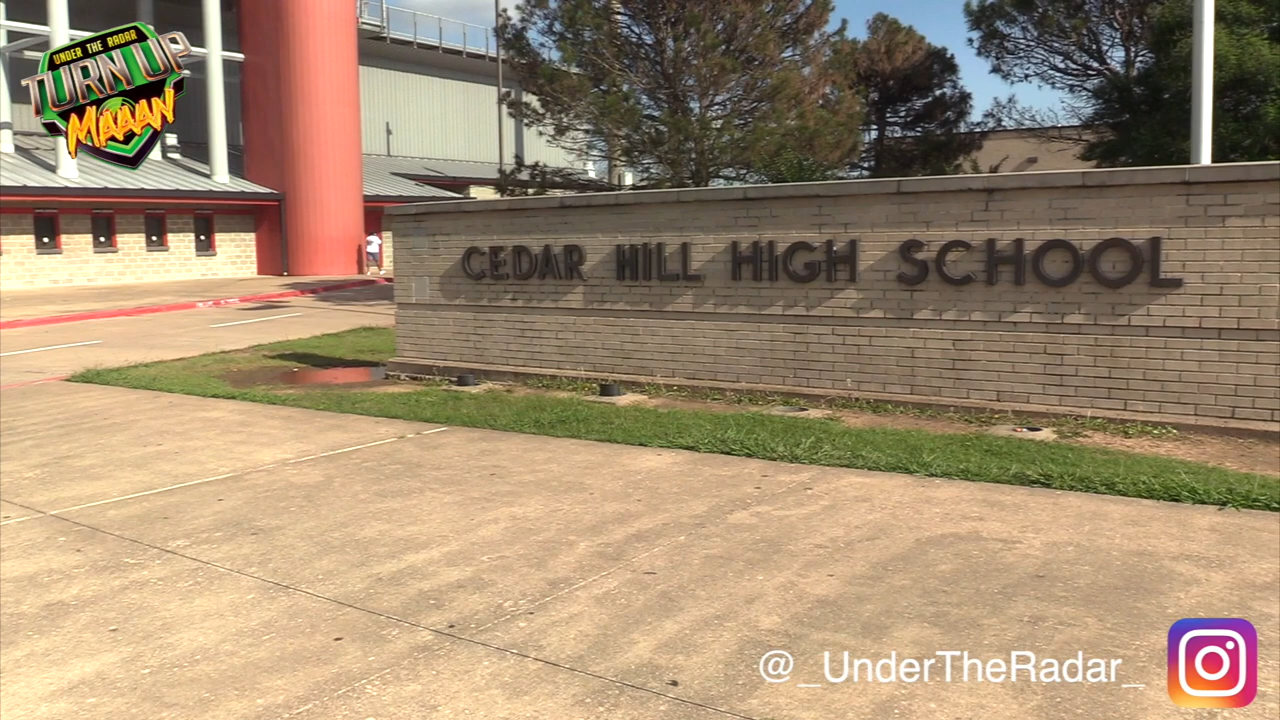 UNDER THE RADAR
TURN UP
MAAAN
CEDAR HILL HIGH SCHOOL
@_UnderTheRadar_